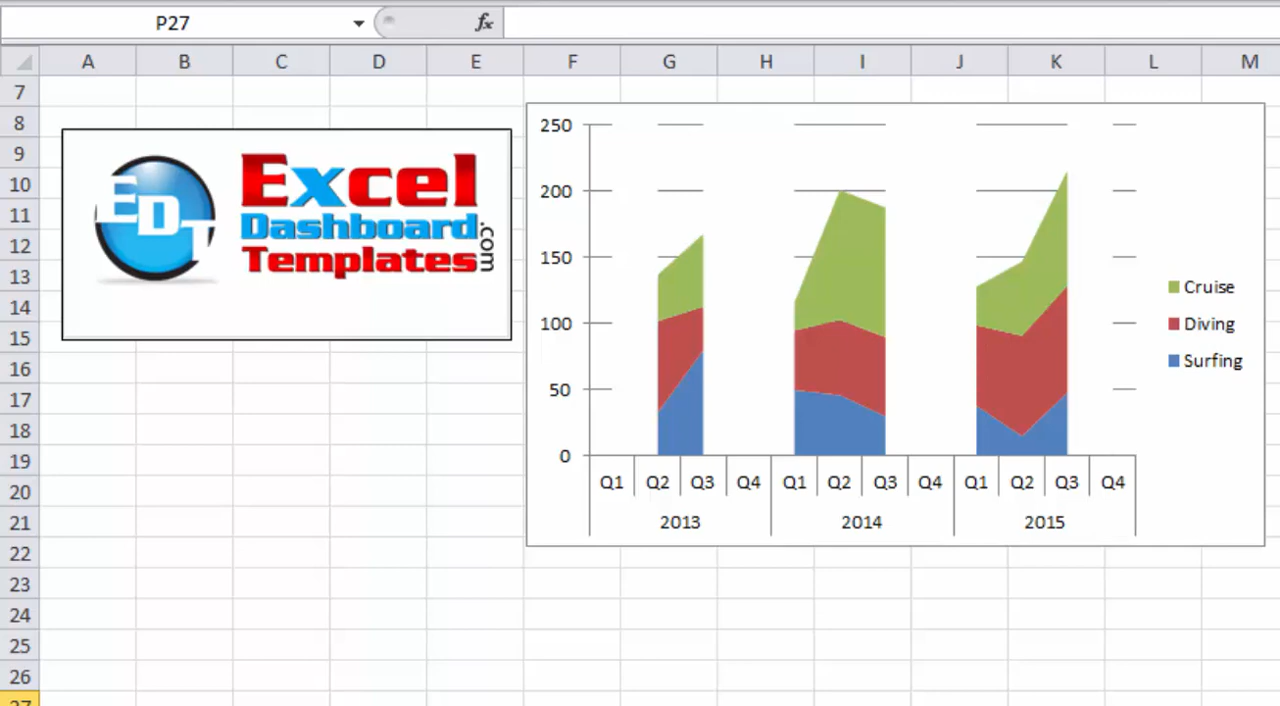 P27
fx
A B C D E F G H I J K L M
7
8
9
10
11
12
13
14
15
16
17
18
19
20
21
22
23
24
25
26
27
EDT
Excel
Dashboard
Templates
.com
250
200
150
100
50
0
Q1 Q2 Q3 Q4 Q1 Q2 Q3 Q4 Q1 Q2 Q3 Q4
2013 2014 2015
Cruise
Diving
Surfing